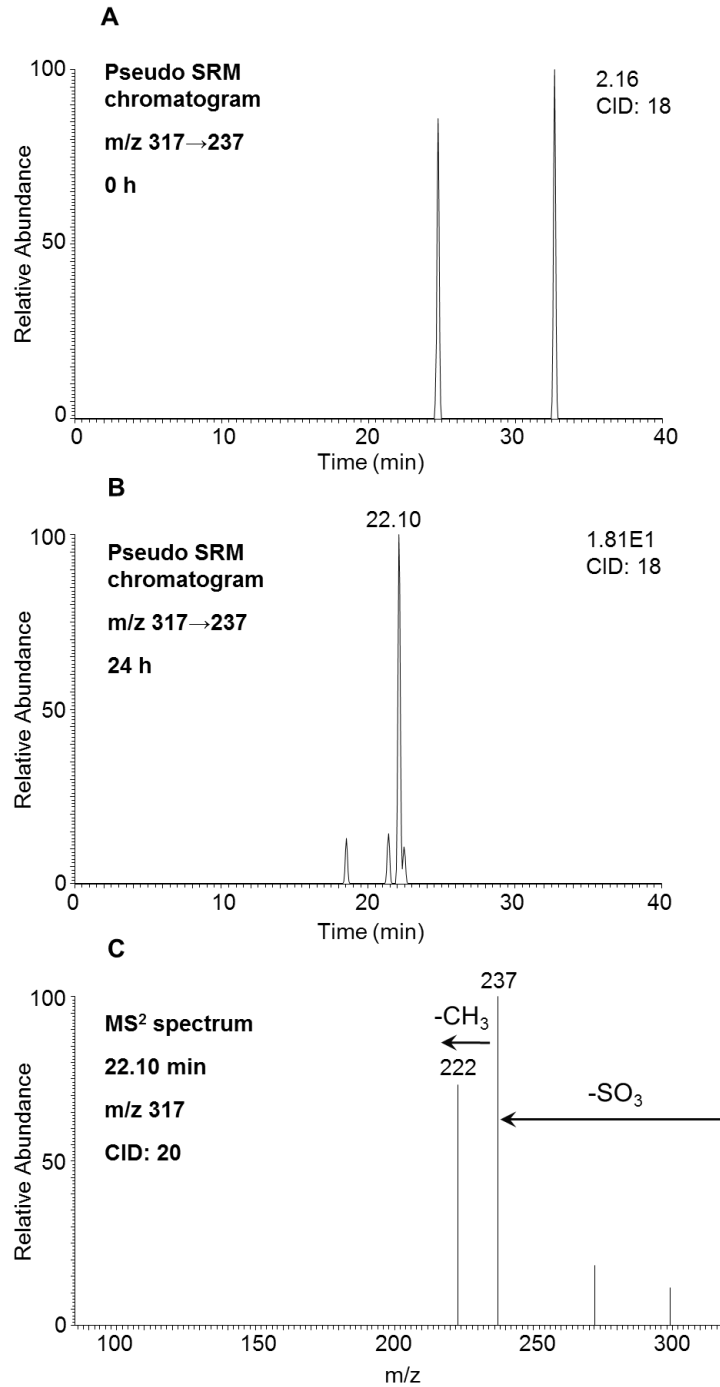 A
Pseudo SRM
chromatogram
m/z 317→237
0 h
2.16
CID: 18
Relative Abundance
100
50
0
0 10 20 30 40
Time (min)
B
22.10
Pseudo SRM
chromatogram
m/z 317→237
24 h
1.81E1
CID: 18
Relative Abundance
100
50
0
0 10 20 30 40
Time (min)
C
MS² spectrum
22.10 min
m/z 317
CID: 20
237
-CH₃
222
-SO₃
Relative Abundance
100
50
0
100 200 250 300
m/z